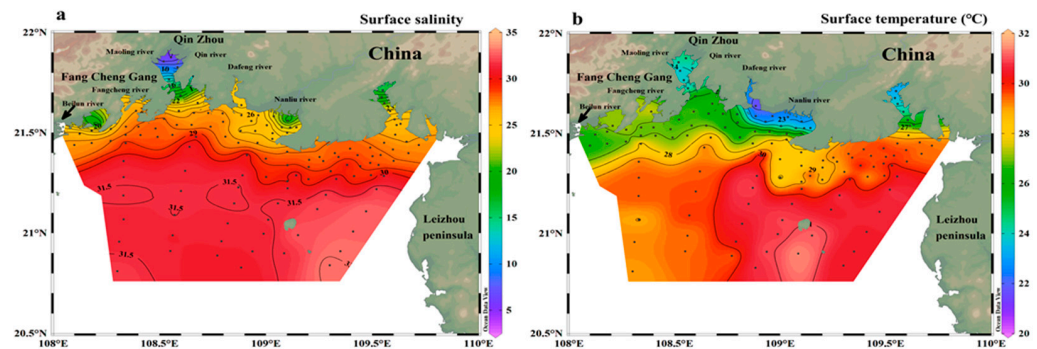 a
Surface salinity
22°N
21.5°N
21°N
20.5°N
108°E
108.5°E
109°E
109.5°E
110°E
Qin Zhou
Maoling river
Qin river
China
Dafeng river
Fang Cheng Gang
Fangcheng river
Beilun river
Nanliu river
Leizhou
peninsula
10
22
26
29
30
31.5
31.5
31.5
31.5
31.5
35
30
25
20
15
10
5
Ocean Data View
b
Surface temperature (°C)
22°N
21.5°N
21°N
20.5°N
108°E
108.5°E
109°E
109.5°E
110°E
Qin Zhou
Maoling river
Qin river
China
Dafeng river
Fang Cheng Gang
Fangcheng river
Beilun river
Nanliu river
Leizhou
peninsula
23
27
28
29
30
32
30
28
26
24
22
20
Ocean Data View